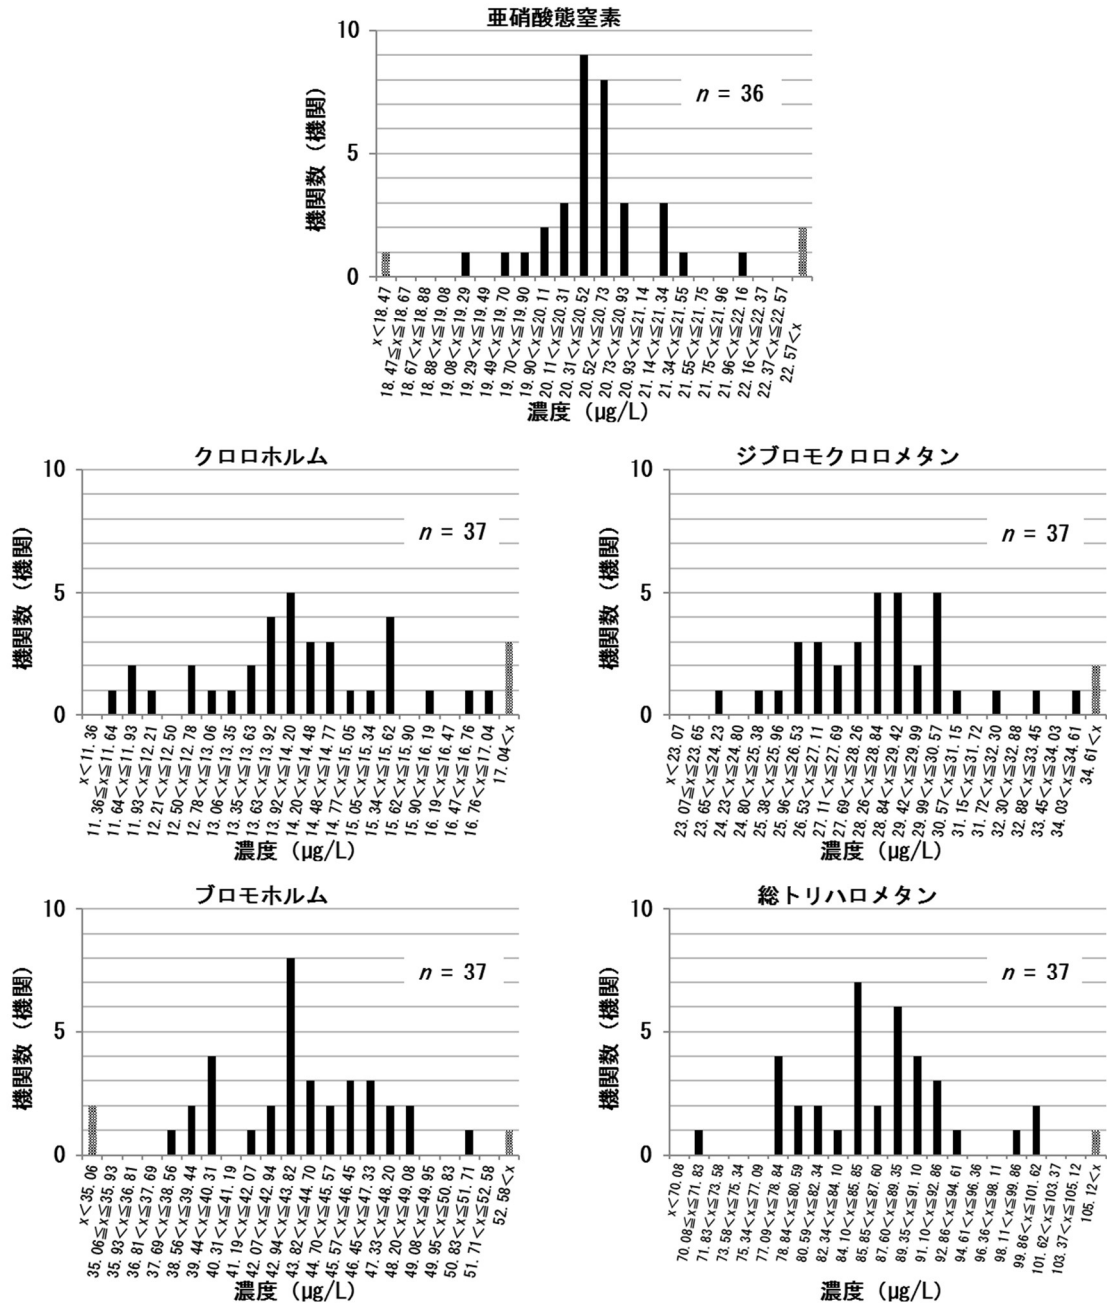 亜硝酸態窒素
10
5
0
機関数 (機関)
n = 36
x<18.47
18.47≦x≦18.67
18.67<x≦18.88
18.88<x≦19.08
19.08<x≦19.29
19.29<x≦19.49
19.49<x≦19.70
19.70<x≦19.90
19.90<x≦20.11
20.11<x≦20.31
20.31<x≦20.52
20.52<x≦20.73
20.73<x≦20.93
20.93<x≦21.14
21.14<x≦21.34
21.34<x≦21.55
21.55<x≦21.75
21.75<x≦21.96
21.96<x≦22.16
22.16<x≦22.37
22.37<x≦22.57
22.57<x
濃度 (μg/L)
クロロホルム
10
5
0
機関数 (機関)
n = 37
x<11.36
11.36≦x≦11.64
11.64<x≦11.93
11.93<x≦12.21
12.21<x≦12.50
12.50<x≦12.78
12.78<x≦13.06
13.06<x≦13.35
13.35<x≦13.63
13.63<x≦13.92
13.92<x≦14.20
14.20<x≦14.48
14.48<x≦14.77
14.77<x≦15.05
15.05<x≦15.34
15.34<x≦15.62
15.62<x≦15.90
15.90<x≦16.19
16.19<x≦16.47
16.47<x≦16.76
16.76<x≦17.04
17.04<x
濃度 (μg/L)
ジブロモクロロメタン
10
5
0
機関数 (機関)
n = 37
x<23.07
23.07≦x≦23.65
23.65<x≦24.23
24.23<x≦24.80
24.80<x≦25.38
25.38<x≦25.96
25.96<x≦26.53
26.53<x≦27.11
27.11<x≦27.69
27.69<x≦28.26
28.26<x≦28.84
28.84<x≦29.42
29.42<x≦29.99
29.99<x≦30.57
30.57<x≦31.15
31.15<x≦31.72
31.72<x≦32.30
32.30<x≦32.88
32.88<x≦33.45
33.45<x≦34.03
34.03<x≦34.61
34.61<x
濃度 (μg/L)
ブロモホルム
10
5
0
機関数 (機関)
n = 37
x<35.06
35.06≦x≦35.93
35.93<x≦36.81
36.81<x≦37.69
37.69<x≦38.56
38.56<x≦39.44
39.44<x≦40.31
40.31<x≦41.19
41.19<x≦42.07
42.07<x≦42.94
42.94<x≦43.82
43.82<x≦44.70
44.70<x≦45.57
45.57<x≦46.45
46.45<x≦47.33
47.33<x≦48.20
48.20<x≦49.08
49.08<x≦49.95
49.95<x≦50.83
50.83<x≦51.71
51.71<x≦52.58
52.58<x
濃度 (μg/L)
総トリハロメタン
10
5
0
機関数 (機関)
n = 37
x<70.08
70.08≦x≦71.83
71.83<x≦73.58
73.58<x≦75.34
75.34<x≦77.09
77.09<x≦78.84
78.84<x≦80.59
80.59<x≦82.34
82.34<x≦84.10
84.10<x≦85.85
85.85<x≦87.60
87.60<x≦89.35
89.35<x≦91.10
91.10<x≦92.86
92.86<x≦94.61
94.61<x≦96.36
96.36<x≦98.11
98.11<x≦99.86
99.86<x≦101.62
101.62<x≦103.37
103.37<x≦105.12
105.12<x
濃度 (μg/L)